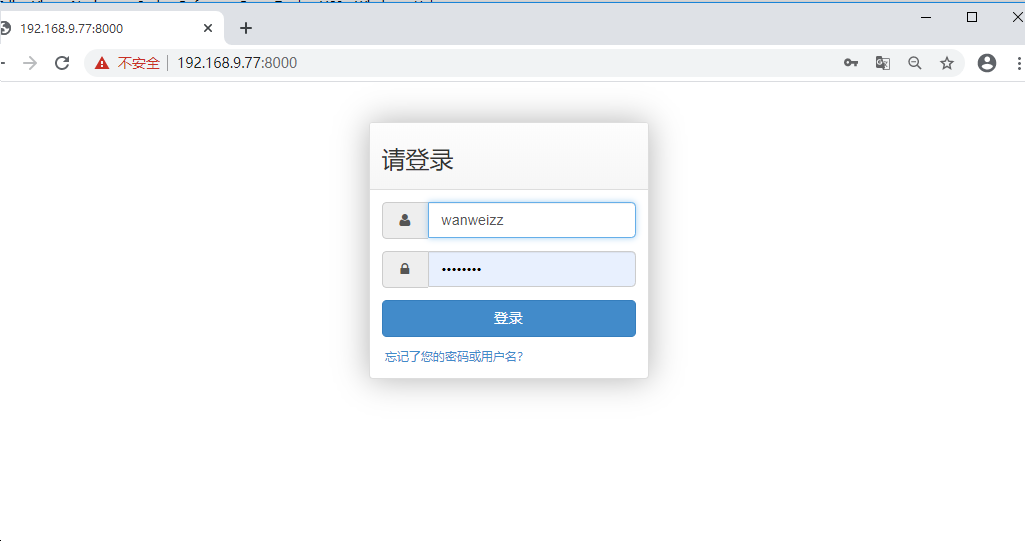 192.168.9.77:8000
不安全 192.168.9.77:8000
请登录
wanweizz
••••••••
登录
忘记了您的密码或用户名?